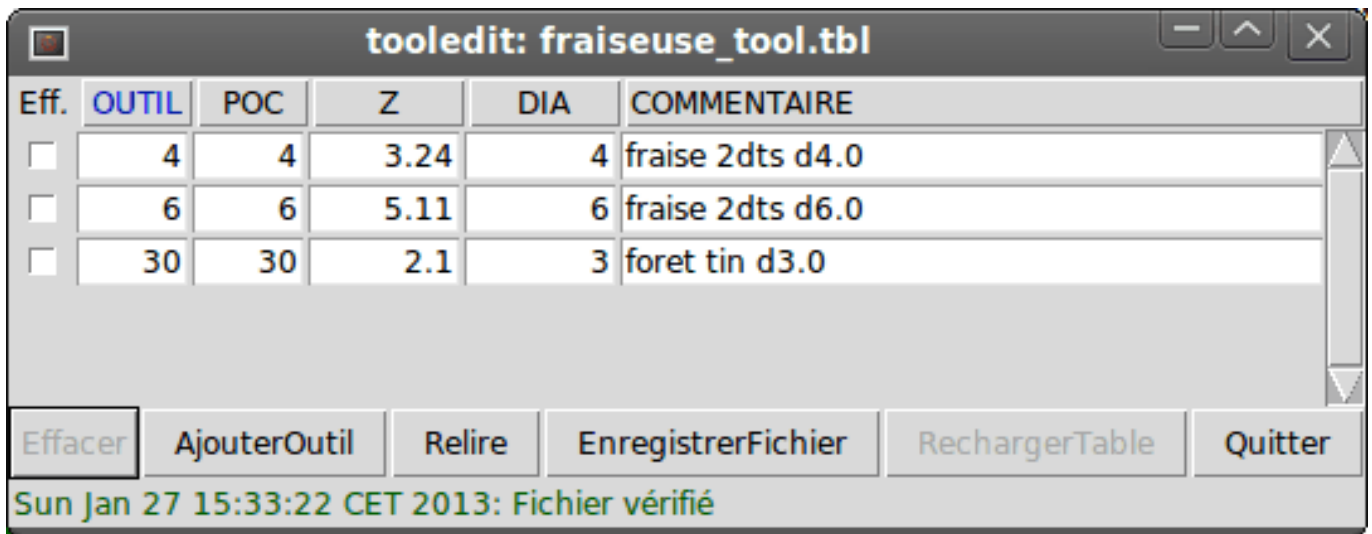 tooledit: fraiseuse_tool.tbl
Eff. OUTIL POC Z DIA COMMENTAIRE
4 4 3.24 4 fraise 2dts d4.0
6 6 5.11 6 fraise 2dts d6.0
30 30 2.1 3 foret tin d3.0
Effacer AjouterOutil Relire EnregistrerFichier RechargerTable Quitter
Sun Jan 27 15:33:22 CET 2013: Fichier vérifié